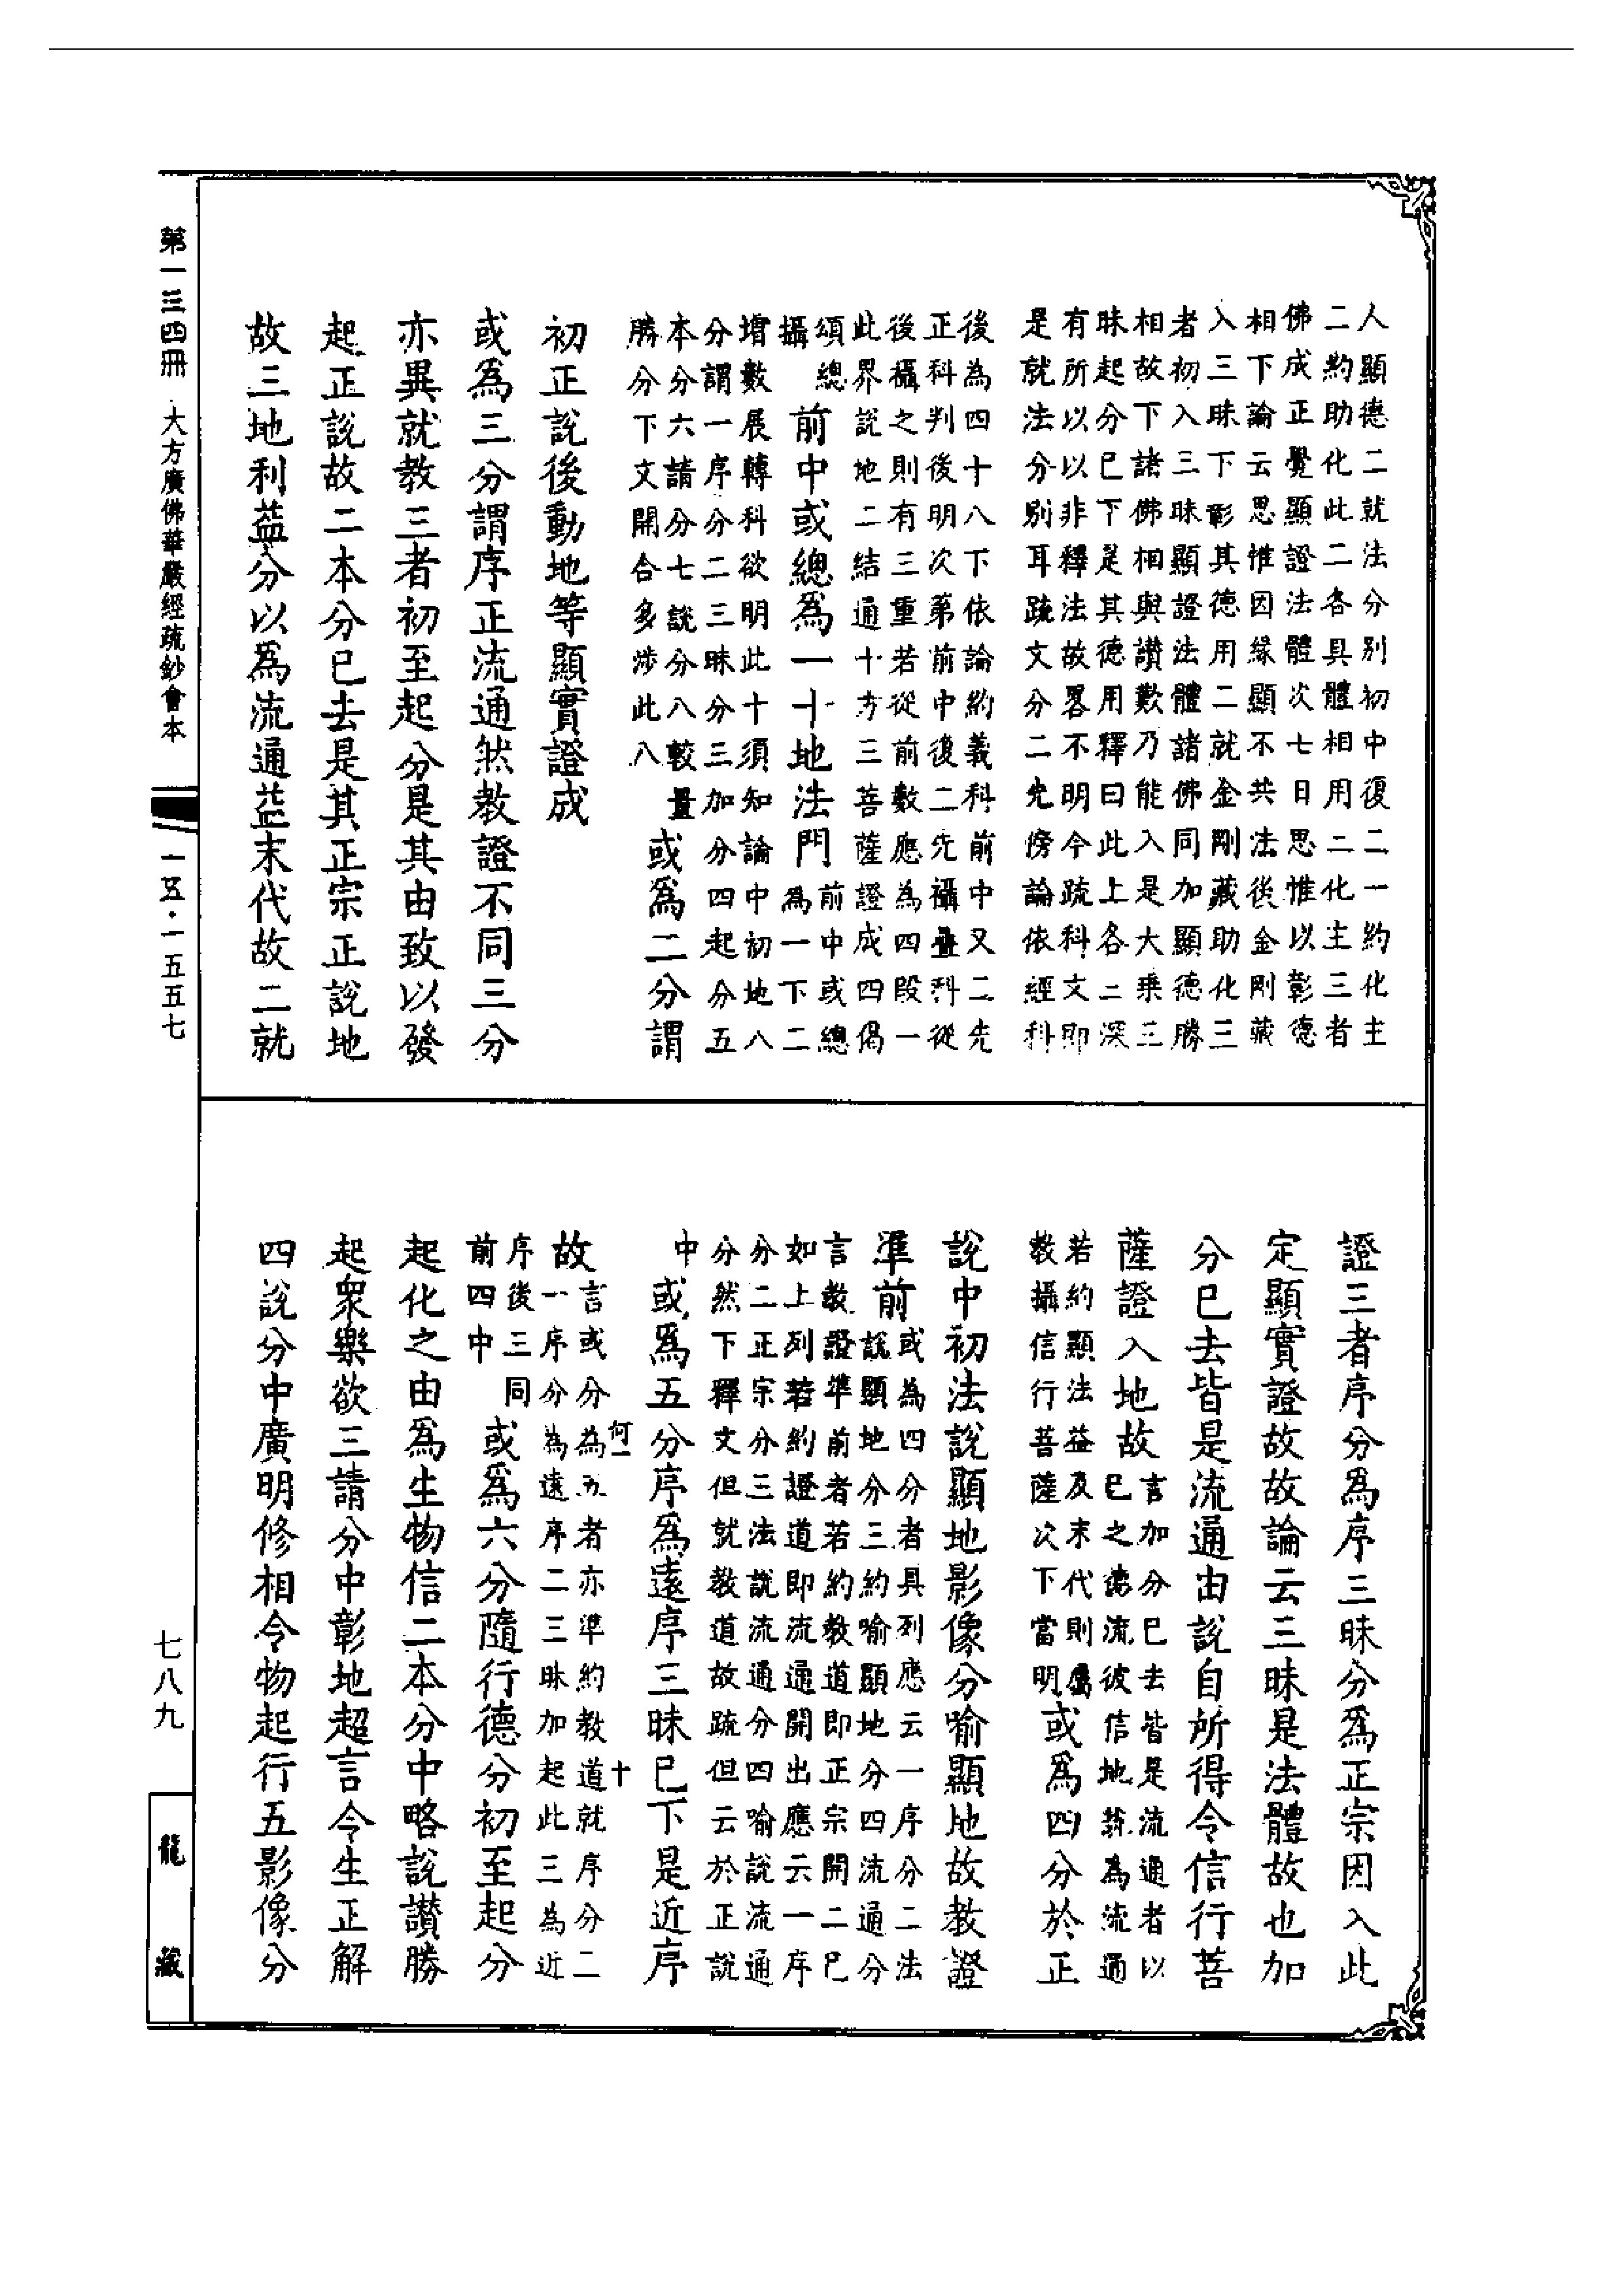 人顯德二就法分別初中復二一約化主
二約助化此二各具體相用二化主三者
佛成正覺顯證法體次七日思惟以彰德
相下論云思惟因緣顯不共法後金剛藏
入三昧下彰其德用二就金剛藏助化三
者初入三昧顯證法體諸佛同加顯德勝
相故下諸佛相與讚歎乃能入是大乘三
昧起分已下是其德用釋曰此上各二深
有所以以非釋法故畧不明今疏科文即
是就法分別耳疏文分二先傍論依經科
後為四十八下依論約義科前中又二先
正科判後明次第前中復二先攝疊科從
後攝之則有三重若從前數應為四段一
此界說地二結通十方三菩薩證成四偈
頌總
攝
前中或總為一十地法門
前中或總
為一下二
增數展轉科欲明此十須知論中初地八
分謂一序分二三昧分三加分四起分五
本分六請分七說分八較量
勝分下文開合多涉此八
或為二分謂
初正說後動地等顯實證成
或為三分謂序正流通然教證不同三分
亦異就教三者初至起分是其由致以發
起正說故二本分已去是其正宗正說地
故三地利益分以為流通益末代故二就
證三者序分為序三昧分為正宗因入此
定顯實證故故論云三昧是法體故也加
分已去皆是流通由說自所得令信行菩
薩證入地故
言加分已去皆是流通者以
已之德流彼信地等為流通
若約顯法益及末代則屬
教攝信行菩薩次下當明
或為四分於正
說中初法說顯地影像分喻顯地故教證
準前
或為四分者具列應云一序分二法
說顯地分三約喻顯地分四流通分
言教證準前者若約教道即正宗開二已
如上列若約證道即流通開出應云一序
分二正宗分三法說流通分四喻說流通
分然下釋文但就教道故疏但云於正說
中
或為五分序為遠序三昧已下是近序
故
言或分為五者亦準約教道就序分二
何一
十
一序分為遠序二三昧加起此三為近
序後三同
前四中
或為六分隨行德分初至起分
起化之由為生物信二本分中略說讚勝
起眾樂欲三請分中彰地超言令生正解
四說分中廣明修相令物起行五影像分
第一三四冊 大方廣佛華嚴經疏鈔會本
一五·一五五七
七八九
龍藏